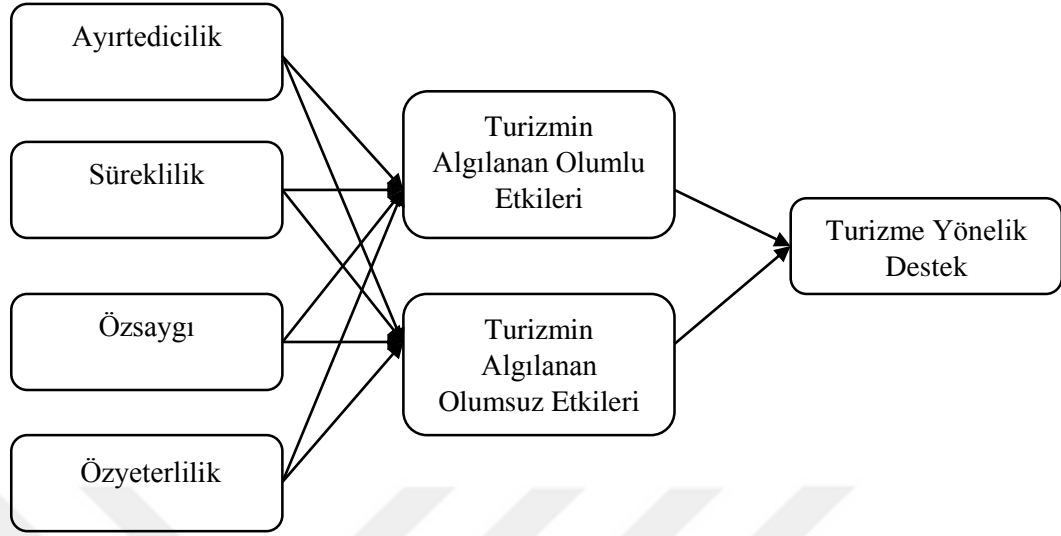 Ayırtedicilik
Süreklilik
Özsaygı
Özyeterlilik
Turizmin
Algılanan Olumlu
Etkileri
Turizmin
Algılanan
Olumsuz Etkileri
Turizme Yönelik
Destek